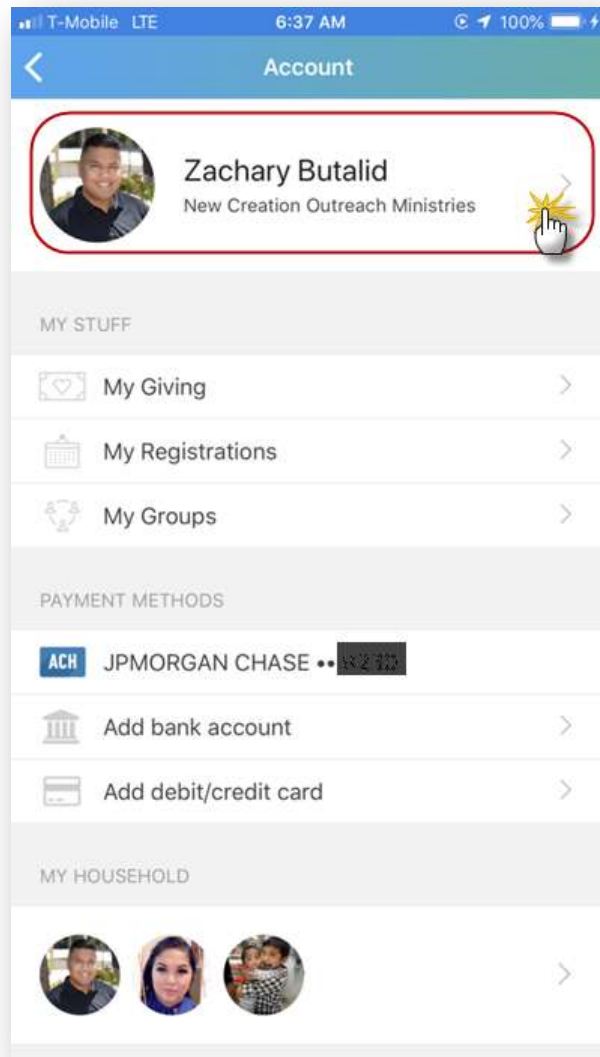 T-Mobile LTE 6:37 AM 100%
Account
Zachary Butalid
New Creation Outreach Ministries
MY STUFF
My Giving
My Registrations
My Groups
PAYMENT METHODS
ACH JPMORGAN CHASE ••
Add bank account
Add debit/credit card
MY HOUSEHOLD